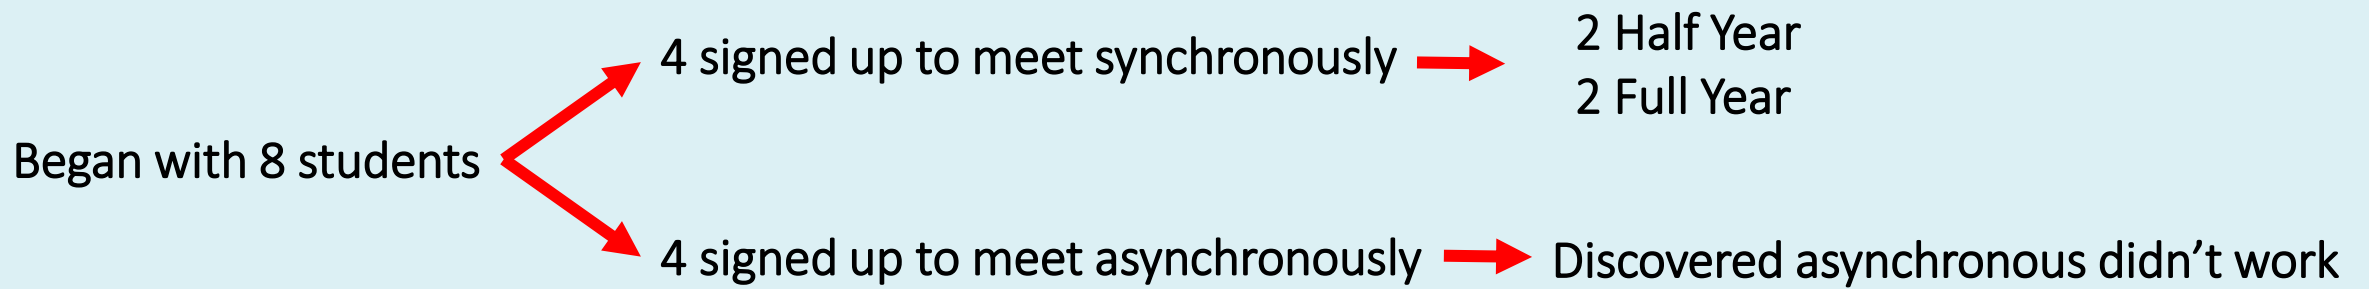 Began with 8 students
4 signed up to meet synchronously
2 Half Year
2 Full Year
4 signed up to meet asynchronously
Discovered asynchronous didn’t work